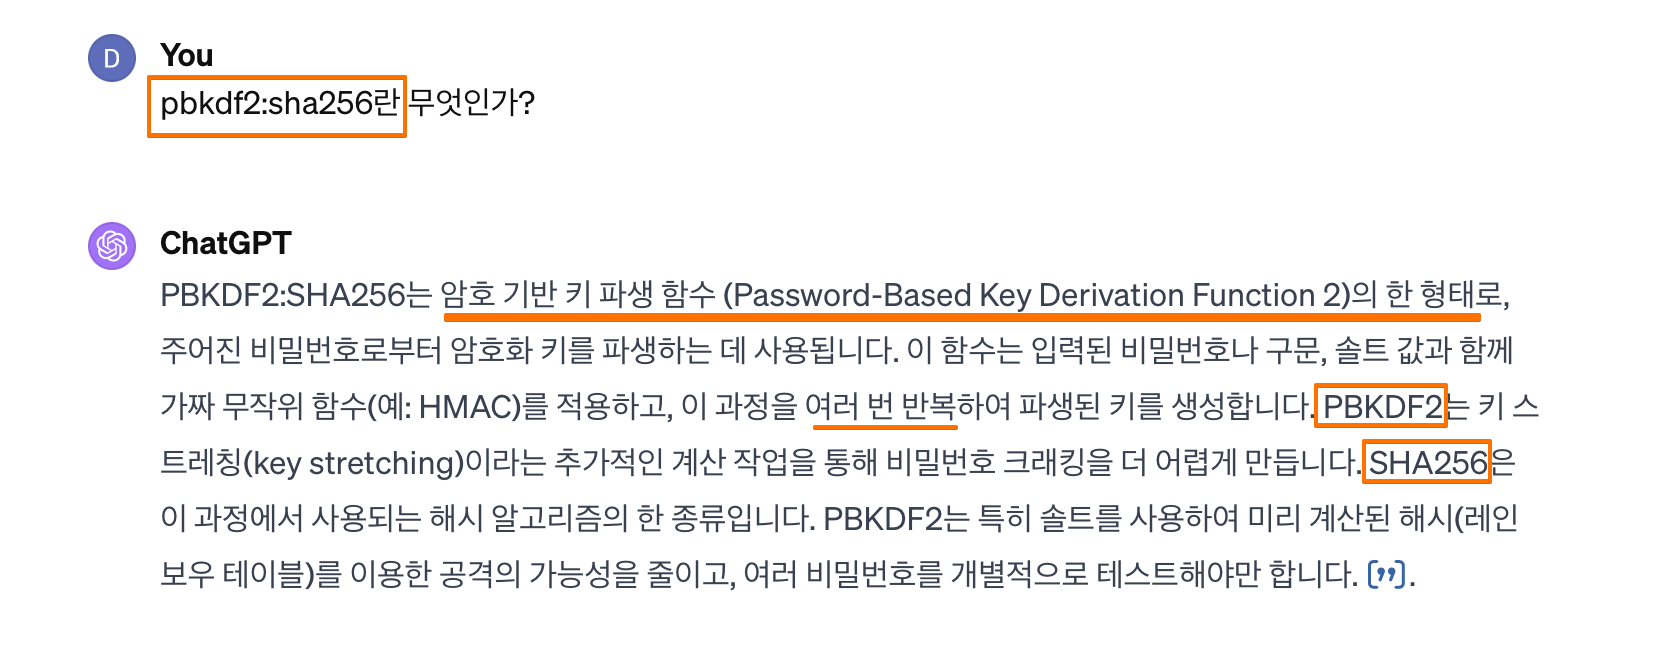 D
You
pbkdf2:sha256란 무엇인가?
ChatGPT
PBKDF2:SHA256는 암호 기반 키 파생 함수 (Password-Based Key Derivation Function 2)의 한 형태로,
주어진 비밀번호로부터 암호화 키를 파생하는 데 사용됩니다. 이 함수는 입력된 비밀번호나 구문, 솔트 값과 함께
가짜 무작위 함수(예: HMAC)를 적용하고, 이 과정을 여러 번 반복하여 파생된 키를 생성합니다. PBKDF2는 키 스
트레칭(key stretching)이라는 추가적인 계산 작업을 통해 비밀번호 크래킹을 더 어렵게 만듭니다. SHA256은
이 과정에서 사용되는 해시 알고리즘의 한 종류입니다. PBKDF2는 특히 솔트를 사용하여 미리 계산된 해시(레인
보우 테이블)를 이용한 공격의 가능성을 줄이고, 여러 비밀번호를 개별적으로 테스트해야만 합니다. [”].